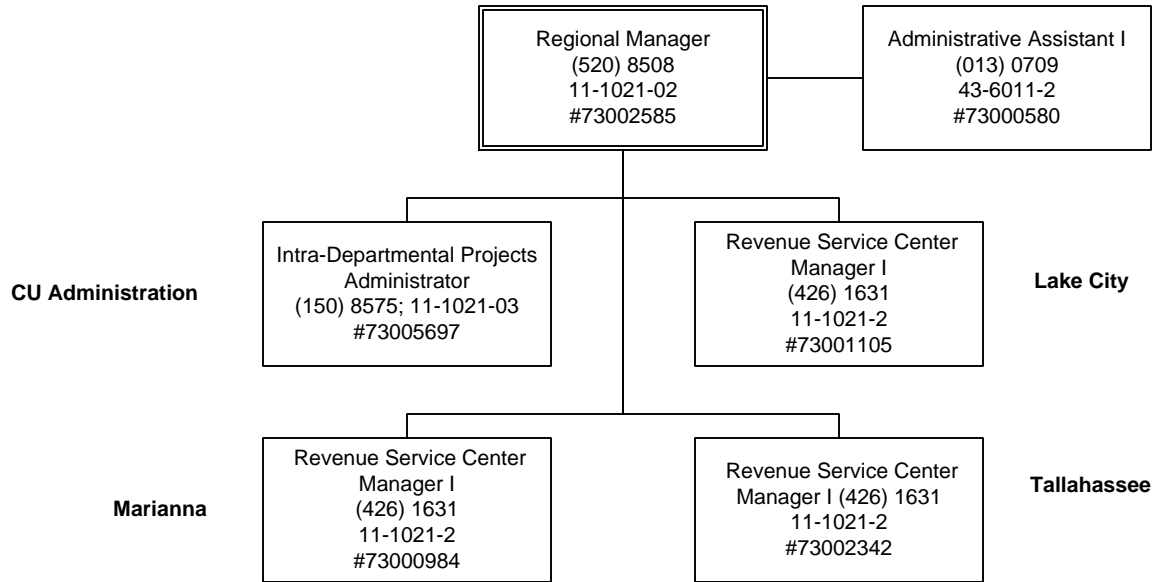 Regional Manager
(520) 8508
11-1021-02
#73002585
Administrative Assistant I
(013) 0709
43-6011-2
#73000580
CU Administration
Intra-Departmental Projects
Administrator
(150) 8575; 11-1021-03
#73005697
Revenue Service Center
Manager I
(426) 1631
11-1021-2
#73001105
Lake City
Marianna
Revenue Service Center
Manager I
(426) 1631
11-1021-2
#73000984
Revenue Service Center
Manager I (426) 1631
11-1021-2
#73002342
Tallahassee